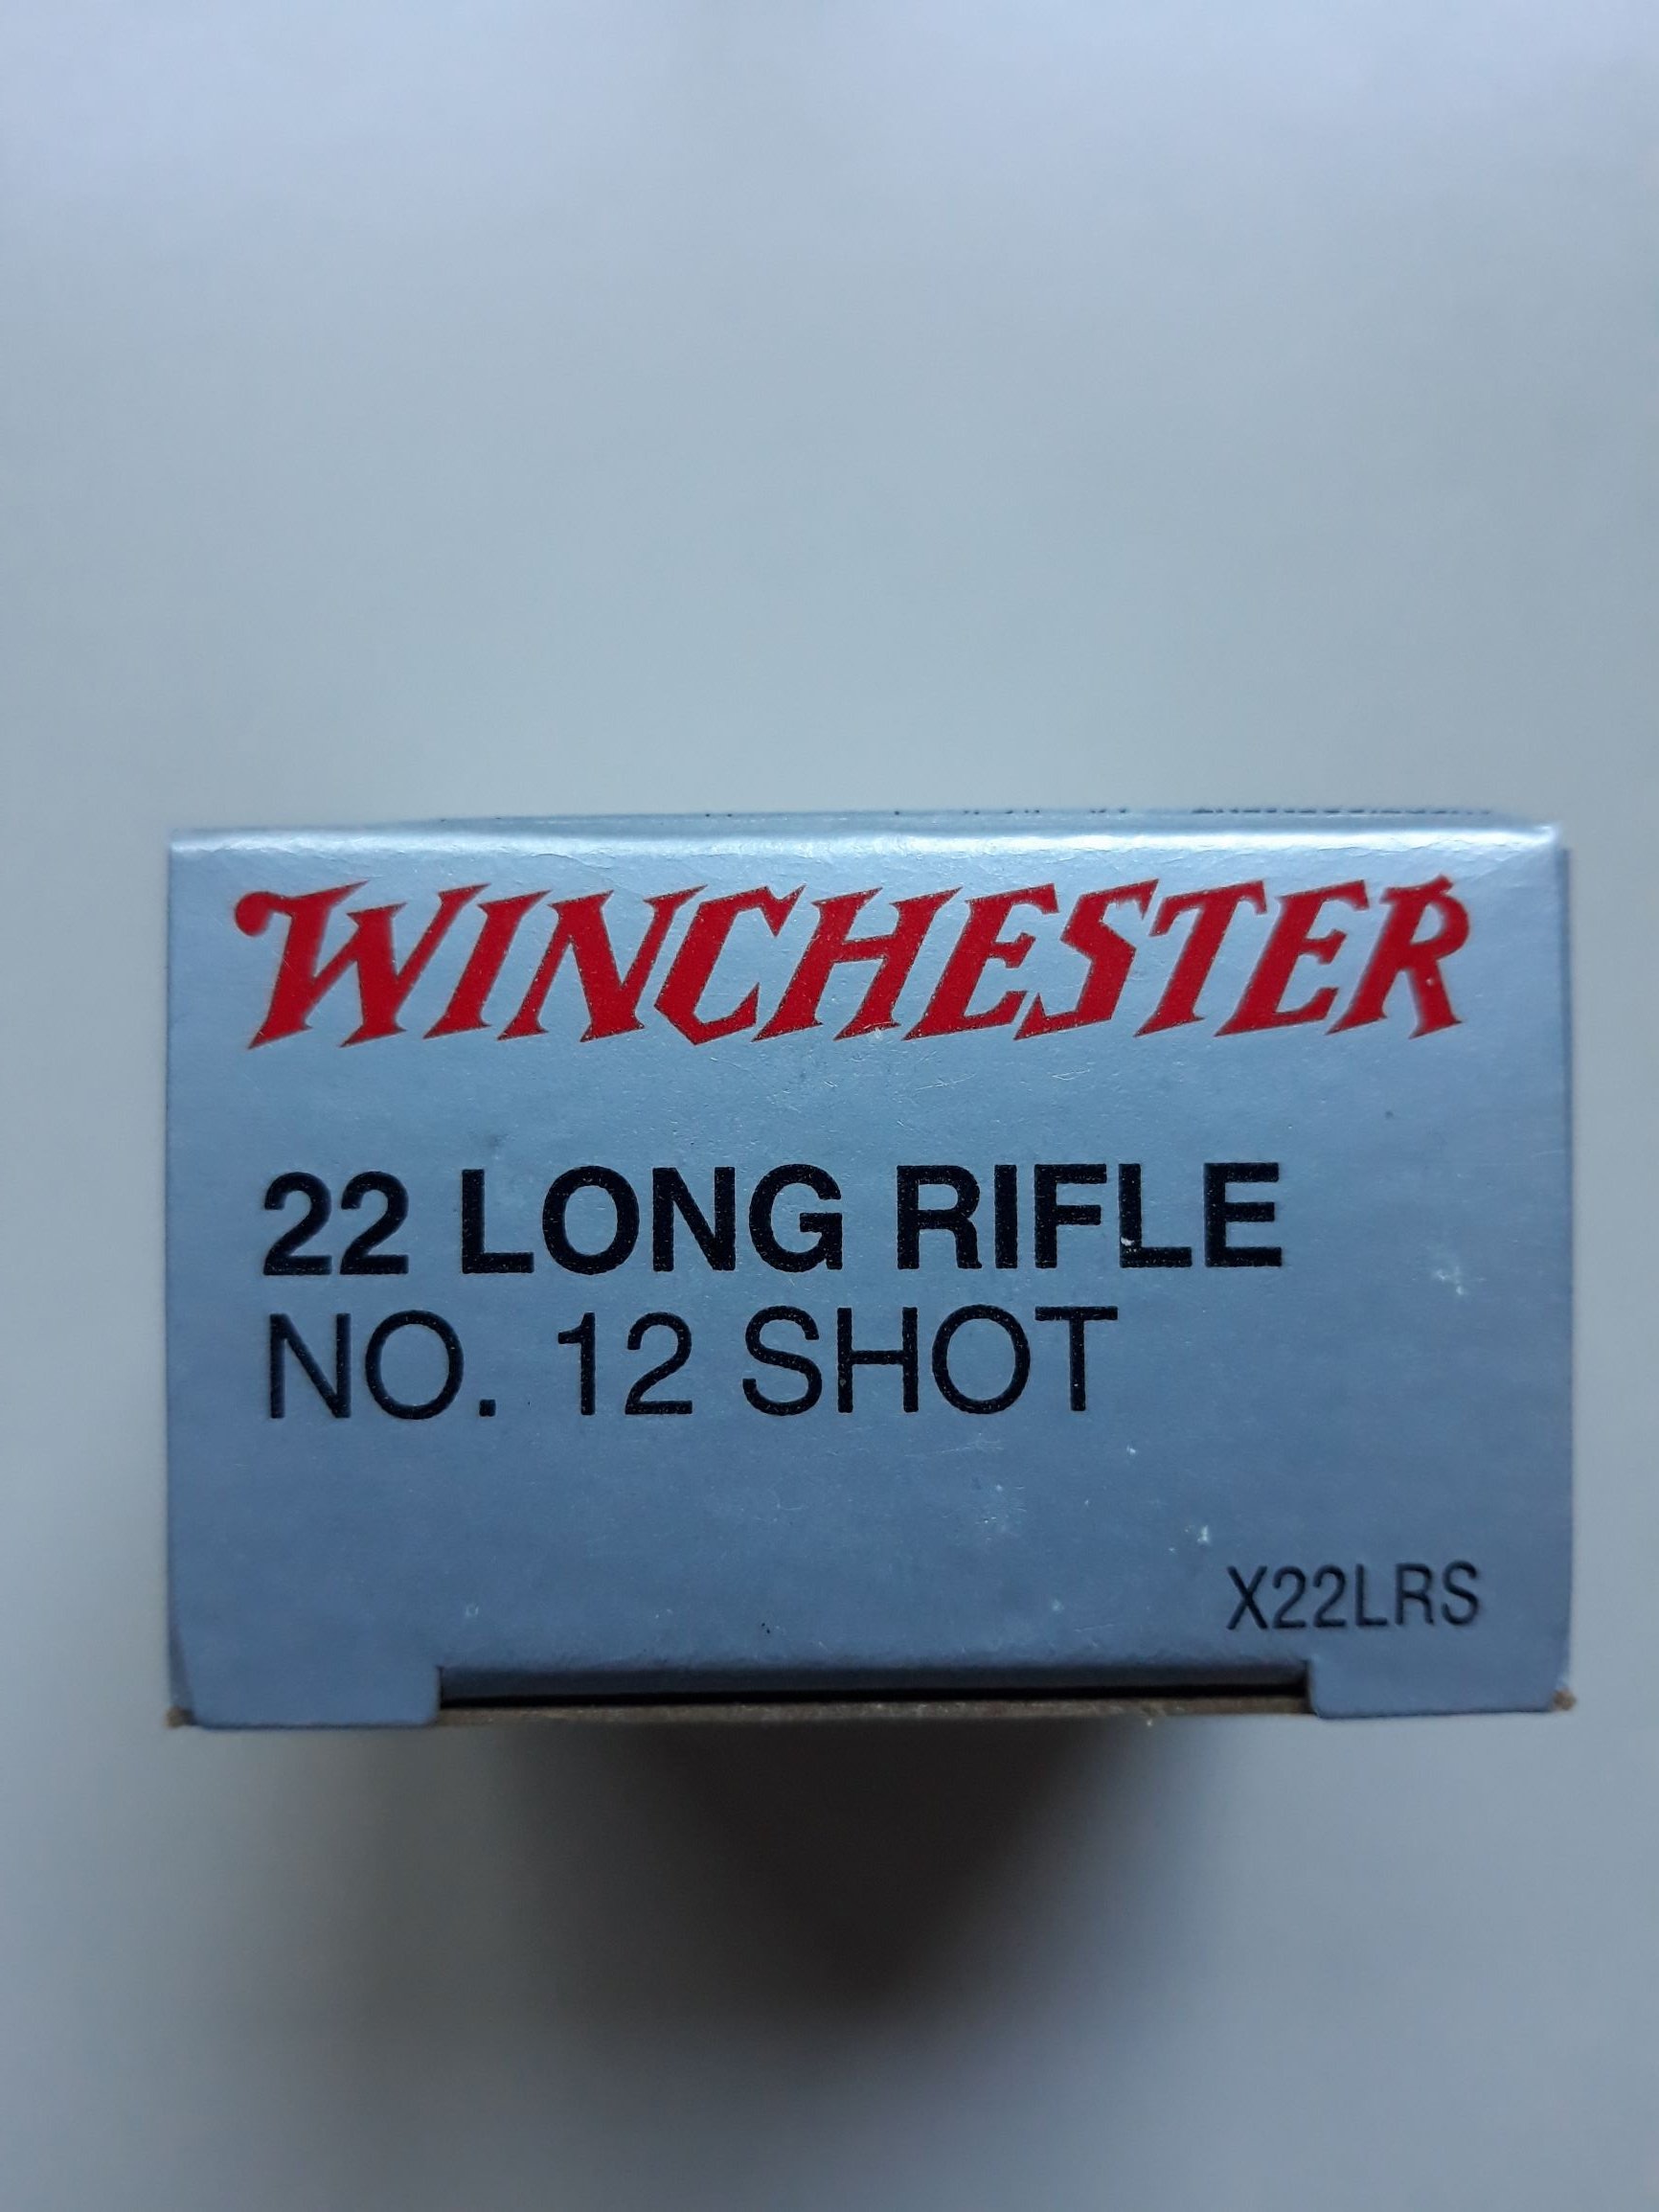 WINCHESTER
22 LONG RIFLE
NO. 12 SHOT
X22LRS